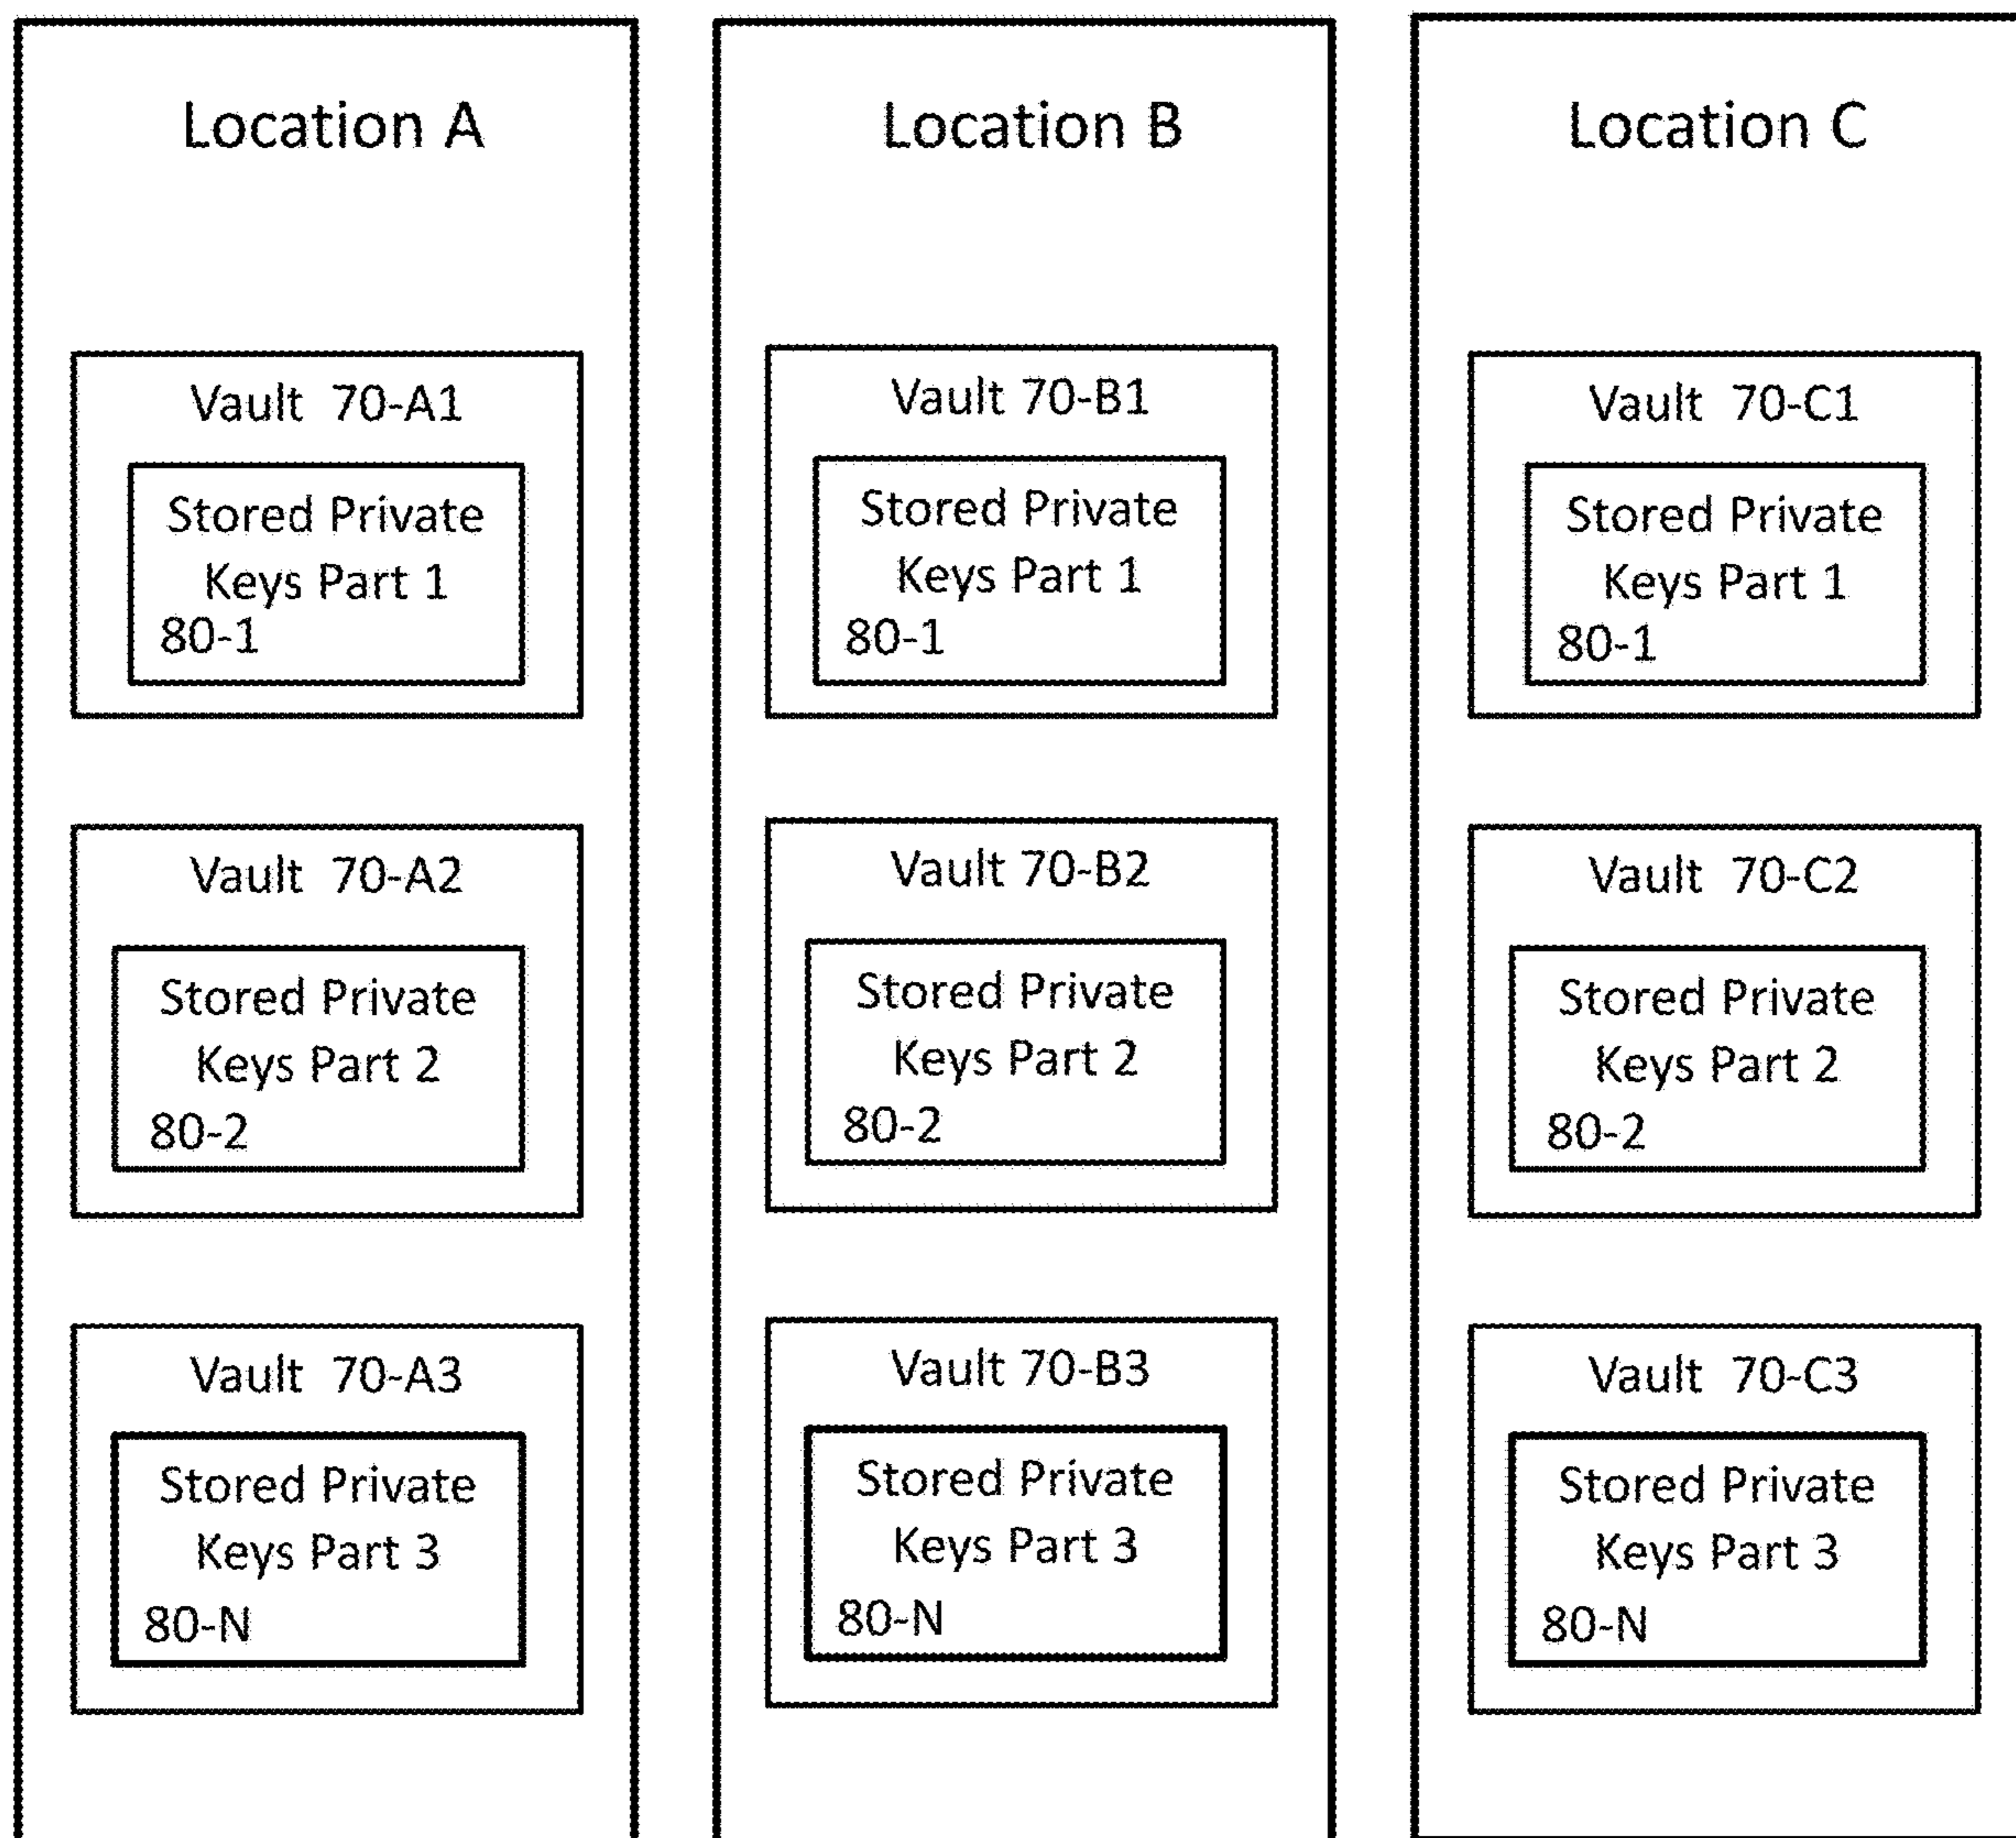 Location A
Vault 70-A1
Stored Private
Keys Part 1
80-1
Vault 70-A2
Stored Private
Keys Part 2
80-2
Vault 70-A3
Stored Private
Keys Part 3
80-N
Location B
Vault 70-B1
Stored Private
Keys Part 1
80-1
Vault 70-B2
Stored Private
Keys Part 2
80-2
Vault 70-B3
Stored Private
Keys Part 3
80-N
Location C
Vault 70-C1
Stored Private
Keys Part 1
80-1
Vault 70-C2
Stored Private
Keys Part 2
80-2
Vault 70-C3
Stored Private
Keys Part 3
80-N